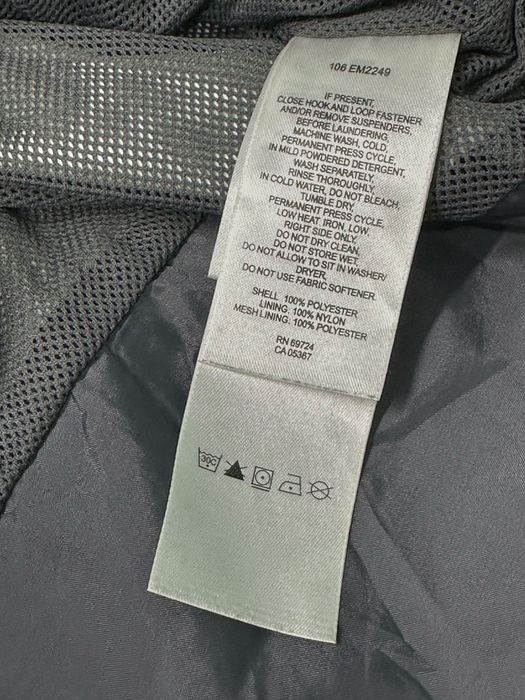 106 EM2249
IF PRESENT,
CLOSE HOOK AND LOOP FASTENER
AND/OR REMOVE SUSPENDERS,
BEFORE LAUNDERING.
MACHINE WASH, COLD,
PERMANENT PRESS CYCLE,
IN MILD POWDERED DETERGENT,
WASH SEPARATELY,
RINSE THOROUGHLY,
IN COLD WATER, DO NOT BLEACH,
TUMBLE DRY,
PERMANENT PRESS CYCLE,
LOW HEAT IRON, LOW,
RIGHT SIDE ONLY,
DO NOT DRY CLEAN,
DO NOT STORE WET.
DO NOT ALLOW TO SIT IN WASHER/
DRYER.
DO NOT USE FABRIC SOFTENER.
SHELL. 100% POLYESTER
LINING. 100% NYLON
MESH LINING. 100% POLYESTER
RN 69724
CA 05367
30C